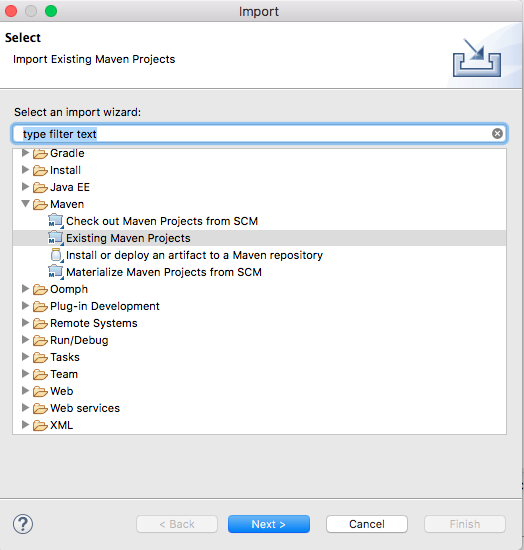 Import
Select
Import Existing Maven Projects
Select an import wizard:
type filter text
Gradle
Install
Java EE
Maven
Check out Maven Projects from SCM
Existing Maven Projects
Install or deploy an artifact to a Maven repository
Materialize Maven Projects from SCM
Oomph
Plug-in Development
Remote Systems
Run/Debug
Tasks
Team
Web
Web services
XML
? < Back Next > Cancel Finish